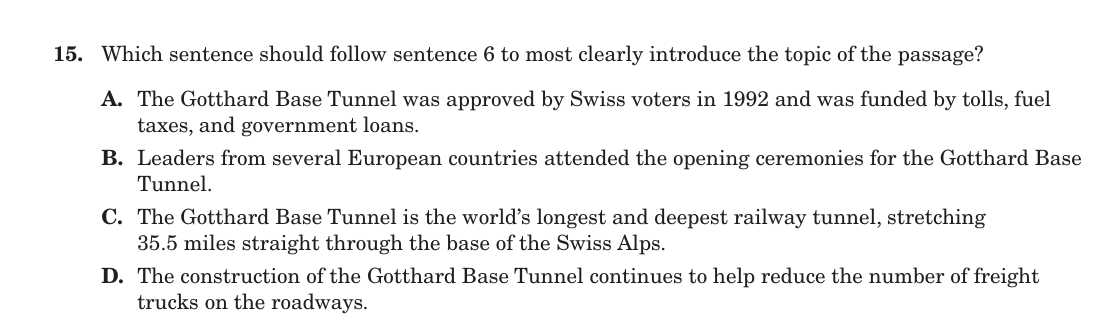 15. Which sentence should follow sentence 6 to most clearly introduce the topic of the passage?
A. The Gotthard Base Tunnel was approved by Swiss voters in 1992 and was funded by tolls, fuel
taxes, and government loans.
B. Leaders from several European countries attended the opening ceremonies for the Gotthard Base
Tunnel.
C. The Gotthard Base Tunnel is the world’s longest and deepest railway tunnel, stretching
35.5 miles straight through the base of the Swiss Alps.
D. The construction of the Gotthard Base Tunnel continues to help reduce the number of freight
trucks on the roadways.